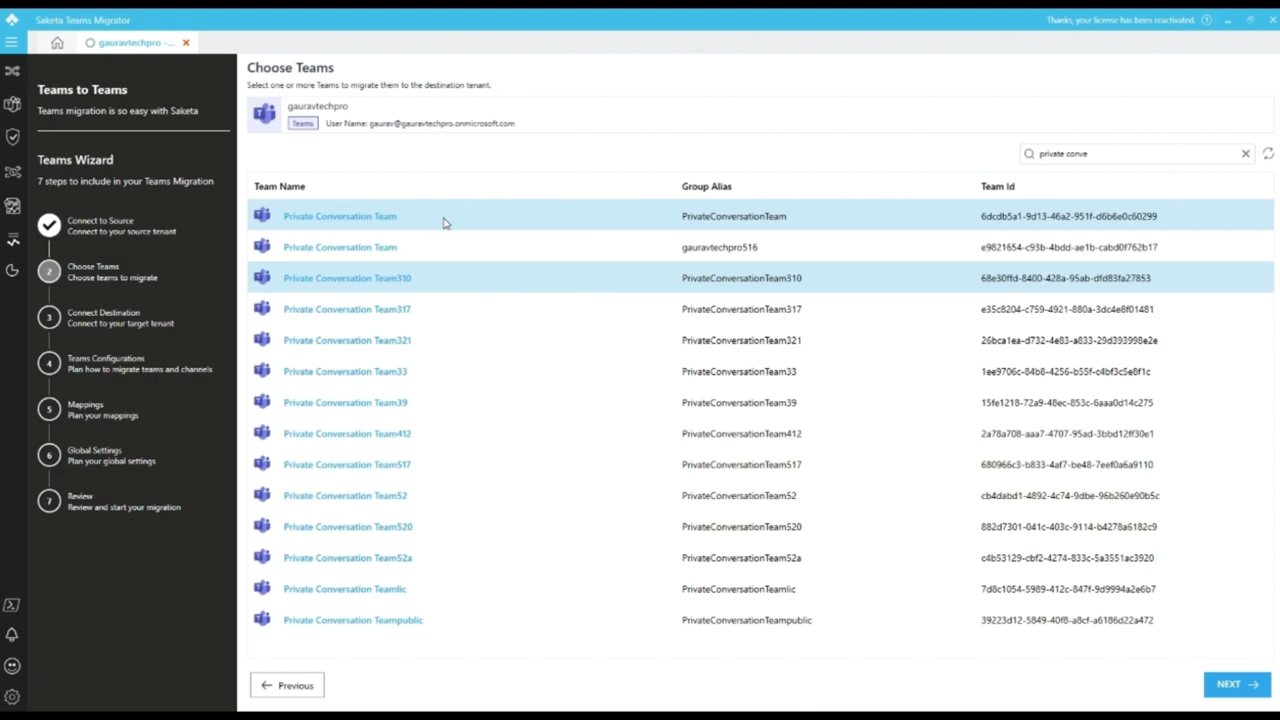 Saketa Teams Migrator
Thanks, your license has been reactivated.
gauravtechpro -...
Teams to Teams
Teams migration is so easy with Saketa
Teams Wizard
7 steps to include in your Teams Migration
Connect to Source
Connect to your source tenant
2
Choose Teams
Choose teams to migrate
3
Connect Destination
Connect to your target tenant
4
Teams Configurations
Plan how to migrate teams and channels
5
Mappings
Plan your mappings
6
Global Settings
Plan your global settings
7
Review
Review and start your migration
Choose Teams
Select one or more Teams to migrate them to the destination tenant.
gauravtechpro
Teams User Name: gaurav@gauravtechpro.onmicrosoft.com
private conve
Team Name Group Alias Team Id
Private Conversation Team PrivateConversationTeam 6dcdb5a1-9d13-46a2-951f-d6b6e0c60299
Private Conversation Team gauravtechpro516 e9821654-c93b-4bdd-ae1b-cabd0f762b17
Private Conversation Team310 PrivateConversationTeam310 68e30ffd-8400-428a-95ab-dfd83fa27853
Private Conversation Team317 PrivateConversationTeam317 e35c8204-c759-4921-880a-3dc4e8f01481
Private Conversation Team321 PrivateConversationTeam321 26bca1ea-d732-4e83-a833-29d393998e2e
Private Conversation Team33 PrivateConversationTeam33 1ee9706c-84b8-4256-b55f-c4bf3c5e8f1c
Private Conversation Team39 PrivateConversationTeam39 15fe1218-72a9-48ec-853c-6aaa0d14c275
Private Conversation Team412 PrivateConversationTeam412 2a78a708-aaa7-4707-95ad-3bbd12ff30e1
Private Conversation Team517 PrivateConversationTeam517 680966c3-b833-4af7-be48-7eef0a6a9110
Private Conversation Team52 PrivateConversationTeam52 cb4dabd1-4892-4c74-9dbe-96b260e90b5c
Private Conversation Team520 PrivateConversationTeam520 882d7301-041c-403c-9114-b4278a6182c9
Private Conversation Team52a PrivateConversationTeam52a c4b53129-cbf2-4274-833c-5a3551ac3920
Private Conversation Teamlic PrivateConversationTeamlic 7d8c1054-5989-412c-847f-9d9994a2e6b7
Private Conversation Teampublic PrivateConversationTeampublic 39223d12-5849-40f8-a8cf-a6186d22a472
Previous
NEXT